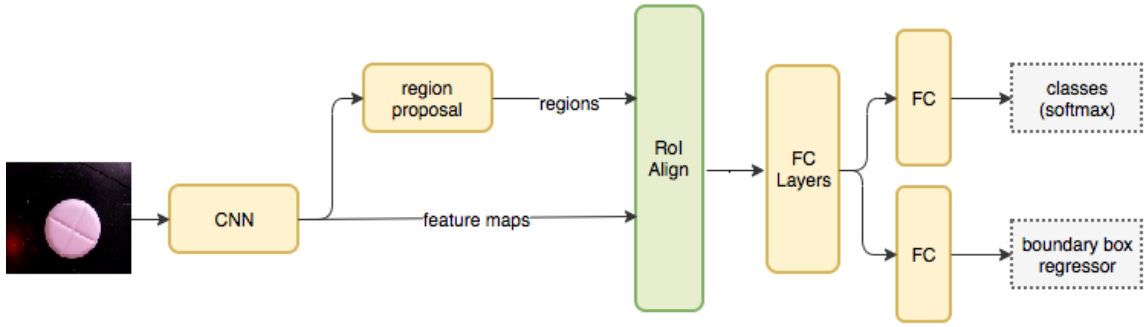 region
proposal
regions
CNN
feature maps
RoI
Align
FC
Layers
FC
classes
(softmax)
FC
boundary box
regressor